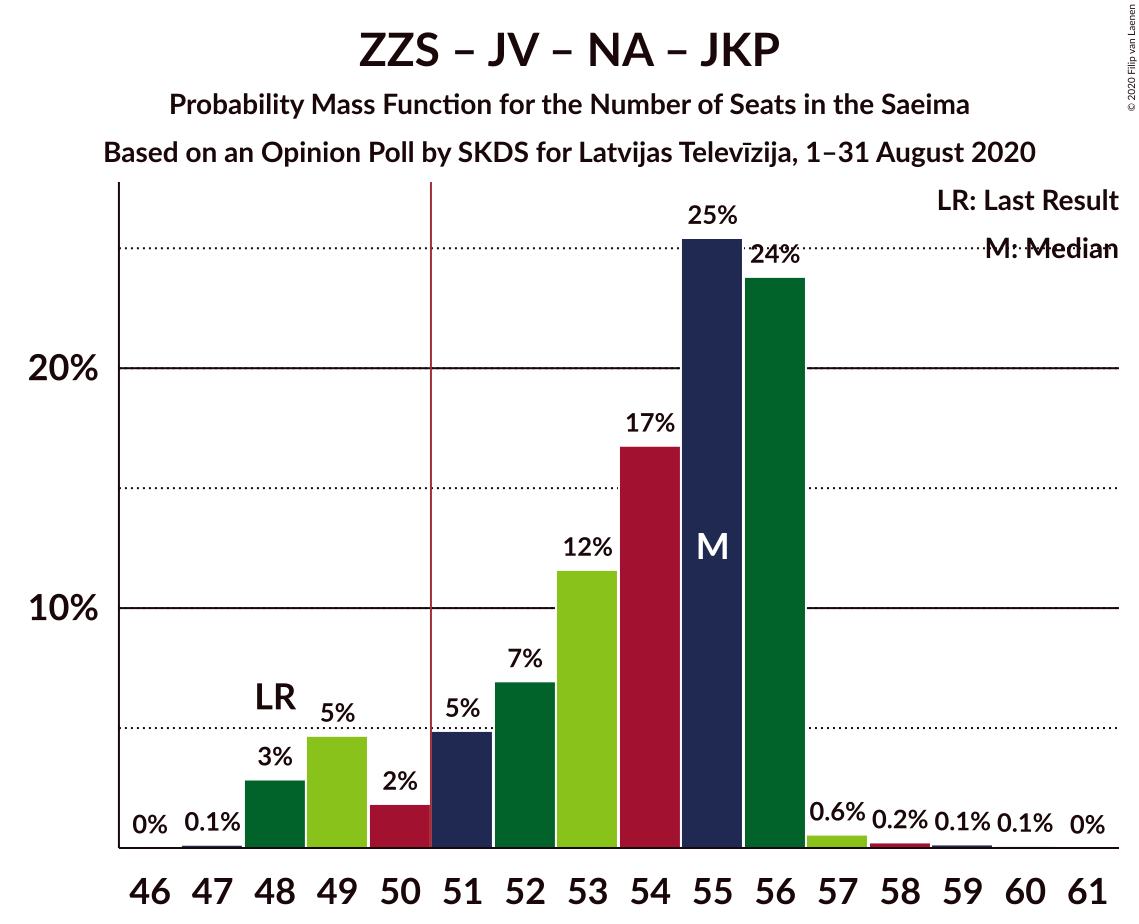 ZZS – JV – NA – JKP
Probability Mass Function for the Number of Seats in the Saeima
Based on an Opinion Poll by SKDS for Latvijas Televīzija, 1–31 August 2020
© 2020 Filip van Laenen
LR: Last Result
M: Median
20%
10%
0%
0.1%
3%
LR
5%
2%
5%
7%
12%
17%
25%
M
24%
0.6%
0.2%
0.1%
0.1%
0%
46 47 48 49 50 51 52 53 54 55 56 57 58 59 60 61